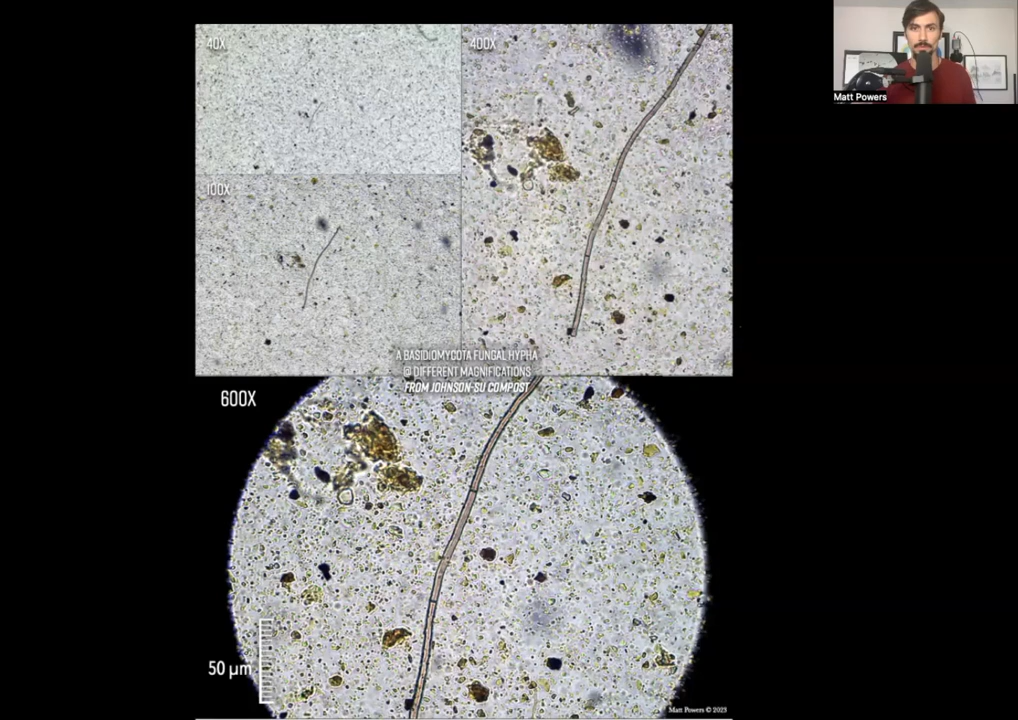 40X
400X
Matt Powers
100X
A BASIDIOMYCOTA FUNGAL HYPHA
@ DIFFERENT MAGNIFICATIONS
FROM JOHNSON-SU COMPOST
600X
50 µm
Matt Powers © 2023